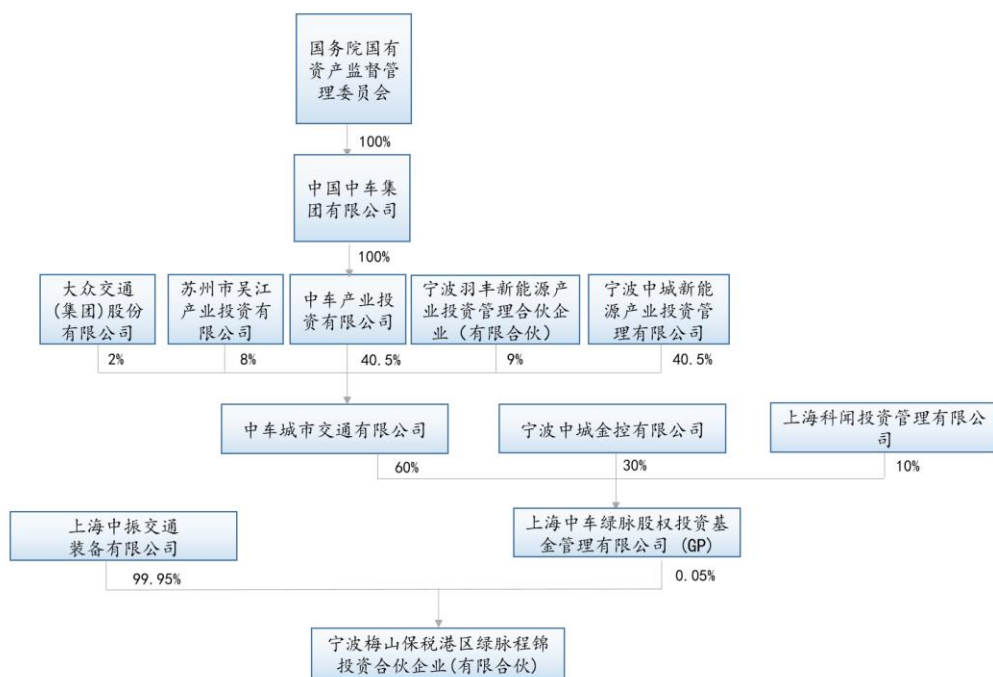 国务院国有
资产监督管
理委员会
100%
中国中车集
团有限公司
100%
大众交通
(集团)股份
有限公司
苏州市吴江
产业投资有
限公司
中车产业投
资有限公司
宁波羽丰新能源产
业投资管理合伙企
业（有限合伙）
宁波中城新能
源产业投资管
理有限公司
2%
8%
40.5%
9%
40.5%
中车城市交通有限公司
宁波中城金控有限公司
上海科闻投资管理有限公
司
60%
30%
10%
上海中振交通
装备有限公司
上海中车绿脉股权投资基
金管理有限公司 (GP)
99.95%
0.05%
宁波梅山保税港区绿脉程锦
投资合伙企业(有限合伙)